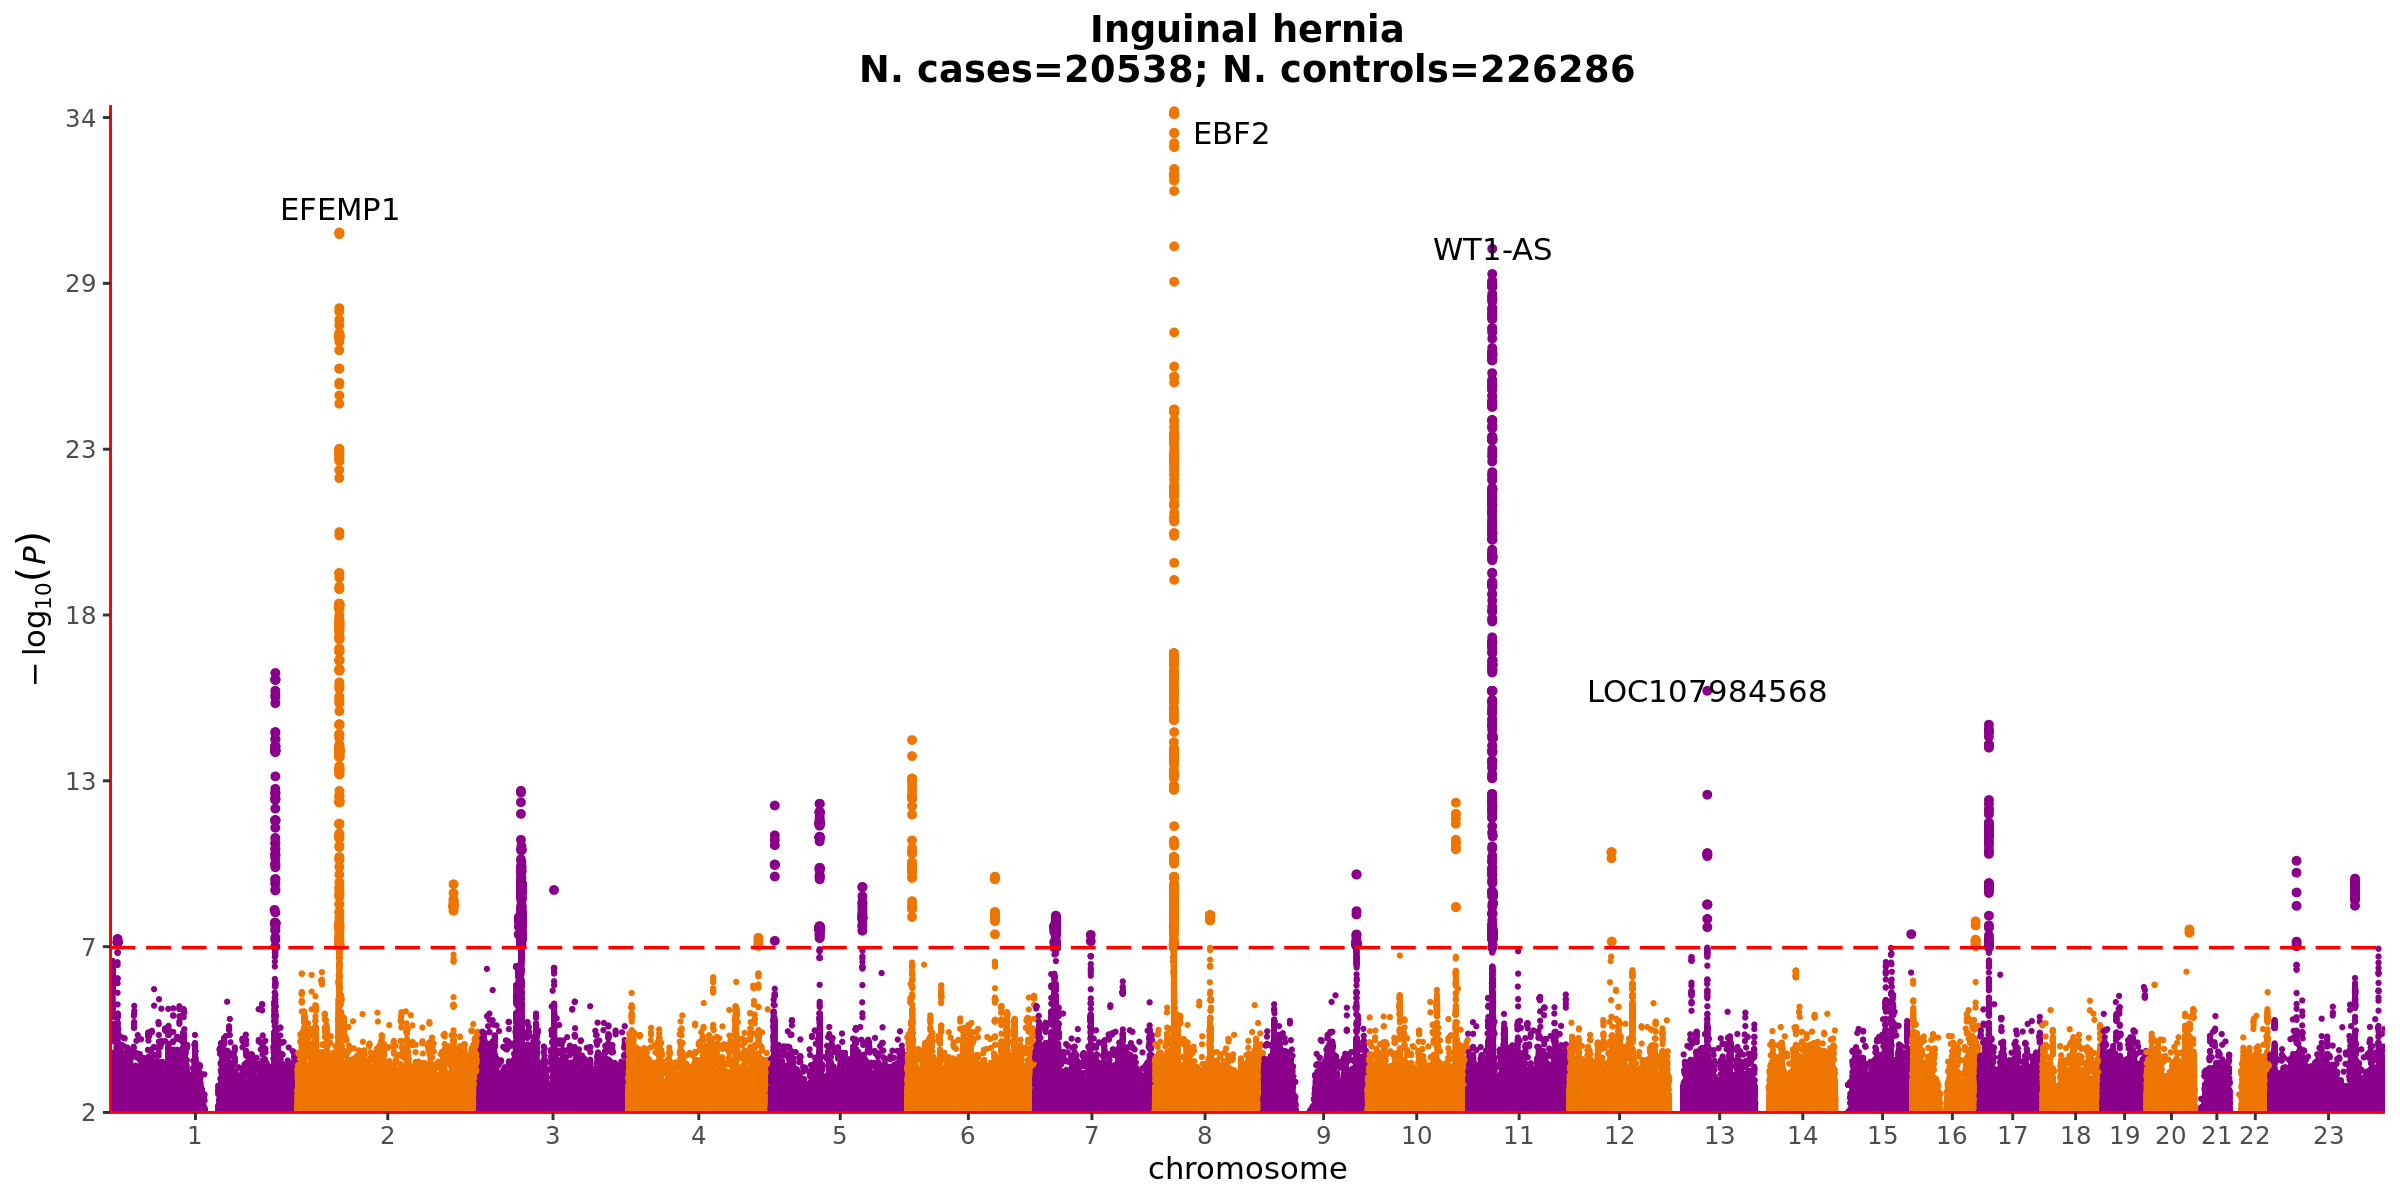 Inguinal hernia
N. cases=20538; N. controls=226286
34
EBF2
EFEMP1
WT1-AS
29
23
−log10(P)
18
LOC107984568
13
7
2
1 2 3 4 5 6 7 8 9 10 11 12 13 14 15 16 17 18 19 20 21 22 23
chromosome